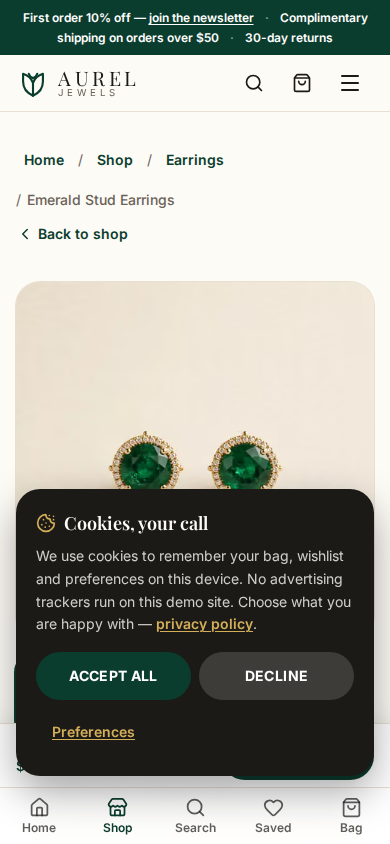 First order 10% off — join the newsletter · Complimentary
shipping on orders over $50 · 30-day returns
AUREL
JEWELS
Home / Shop / Earrings
/ Emerald Stud Earrings
Back to shop
Cookies, your call
We use cookies to remember your bag, wishlist
and preferences on this device. No advertising
trackers run on this demo site. Choose what you
are happy with — privacy policy.
ACCEPT ALL DECLINE
Preferences
Home Shop Search Saved Bag